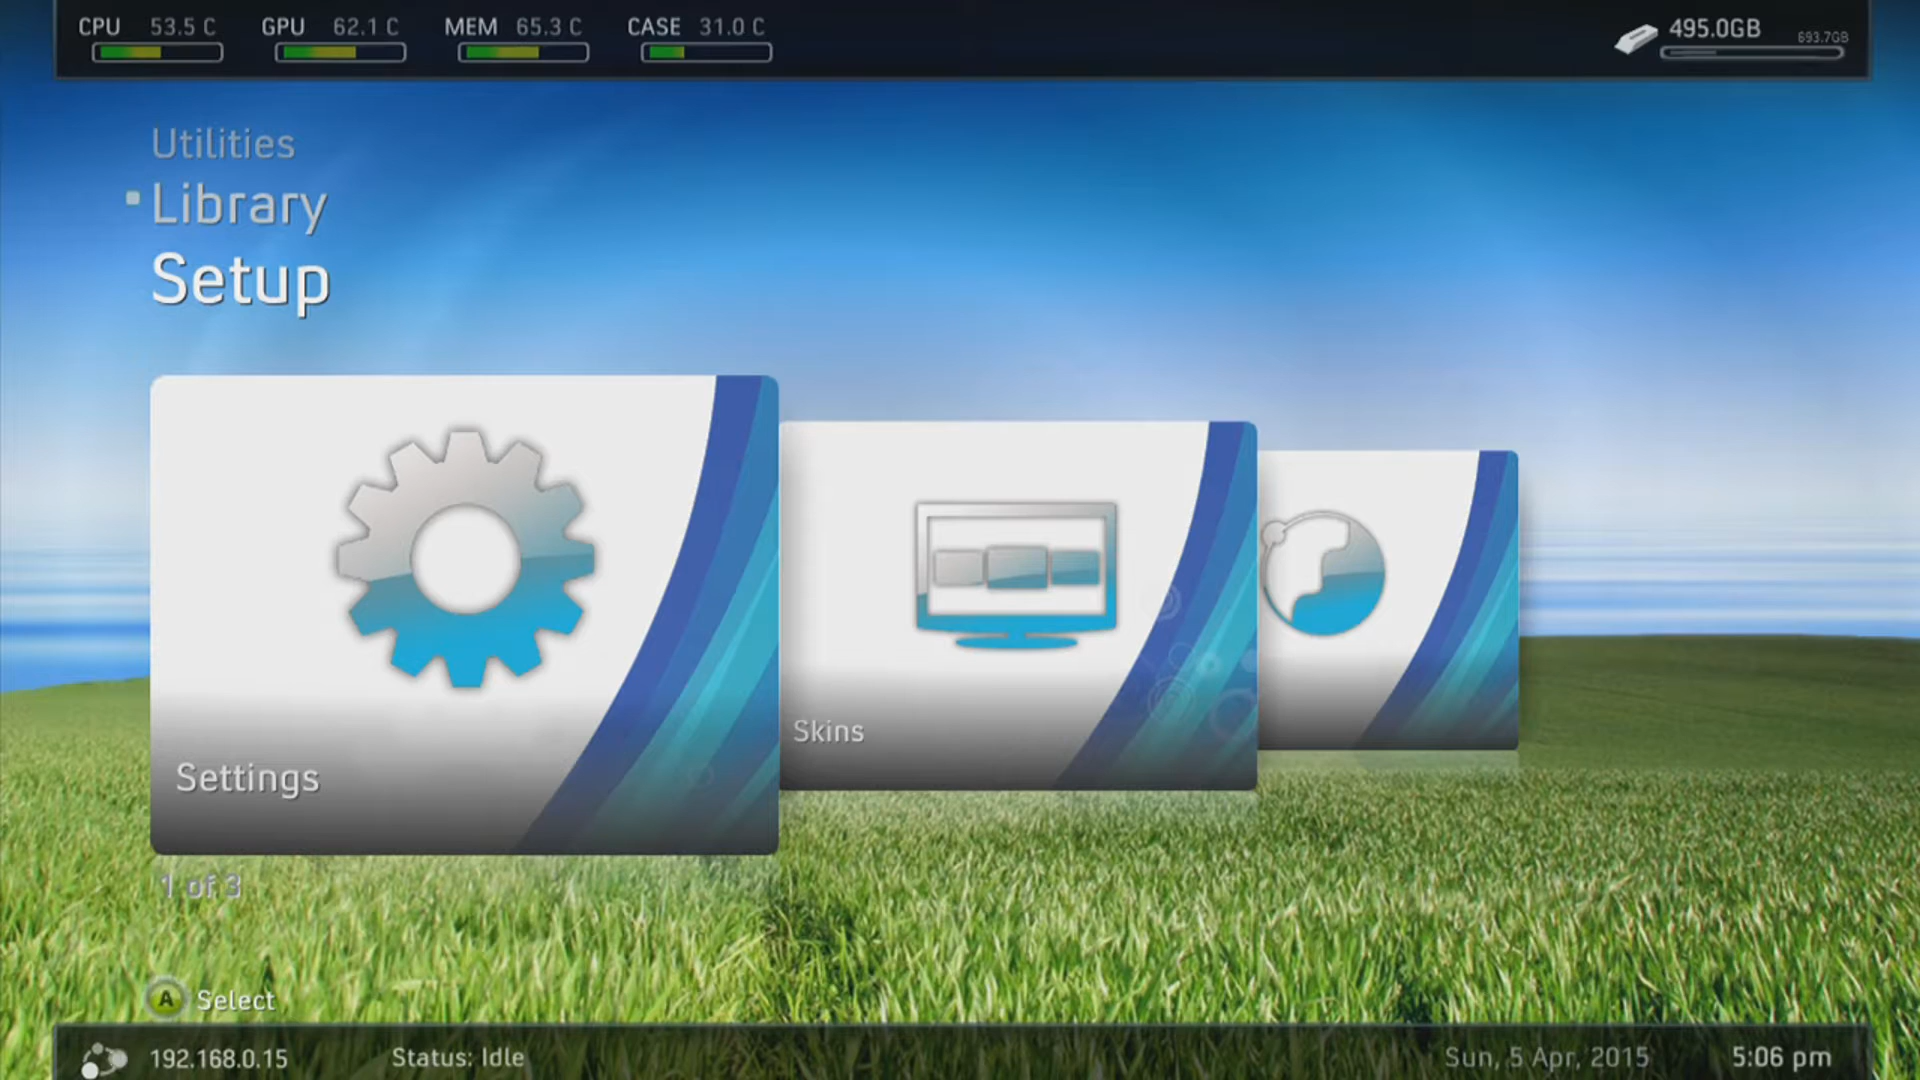 CPU 53.5 C GPU 62.1 C MEM 65.3 C CASE 31.0 C 495.0GB 693.7GB
Utilities
Library
Setup
Skins
Settings
1 of 3
A Select
192.168.0.15 Status: Idle Sun, 5 Apr, 2015 5:06 pm